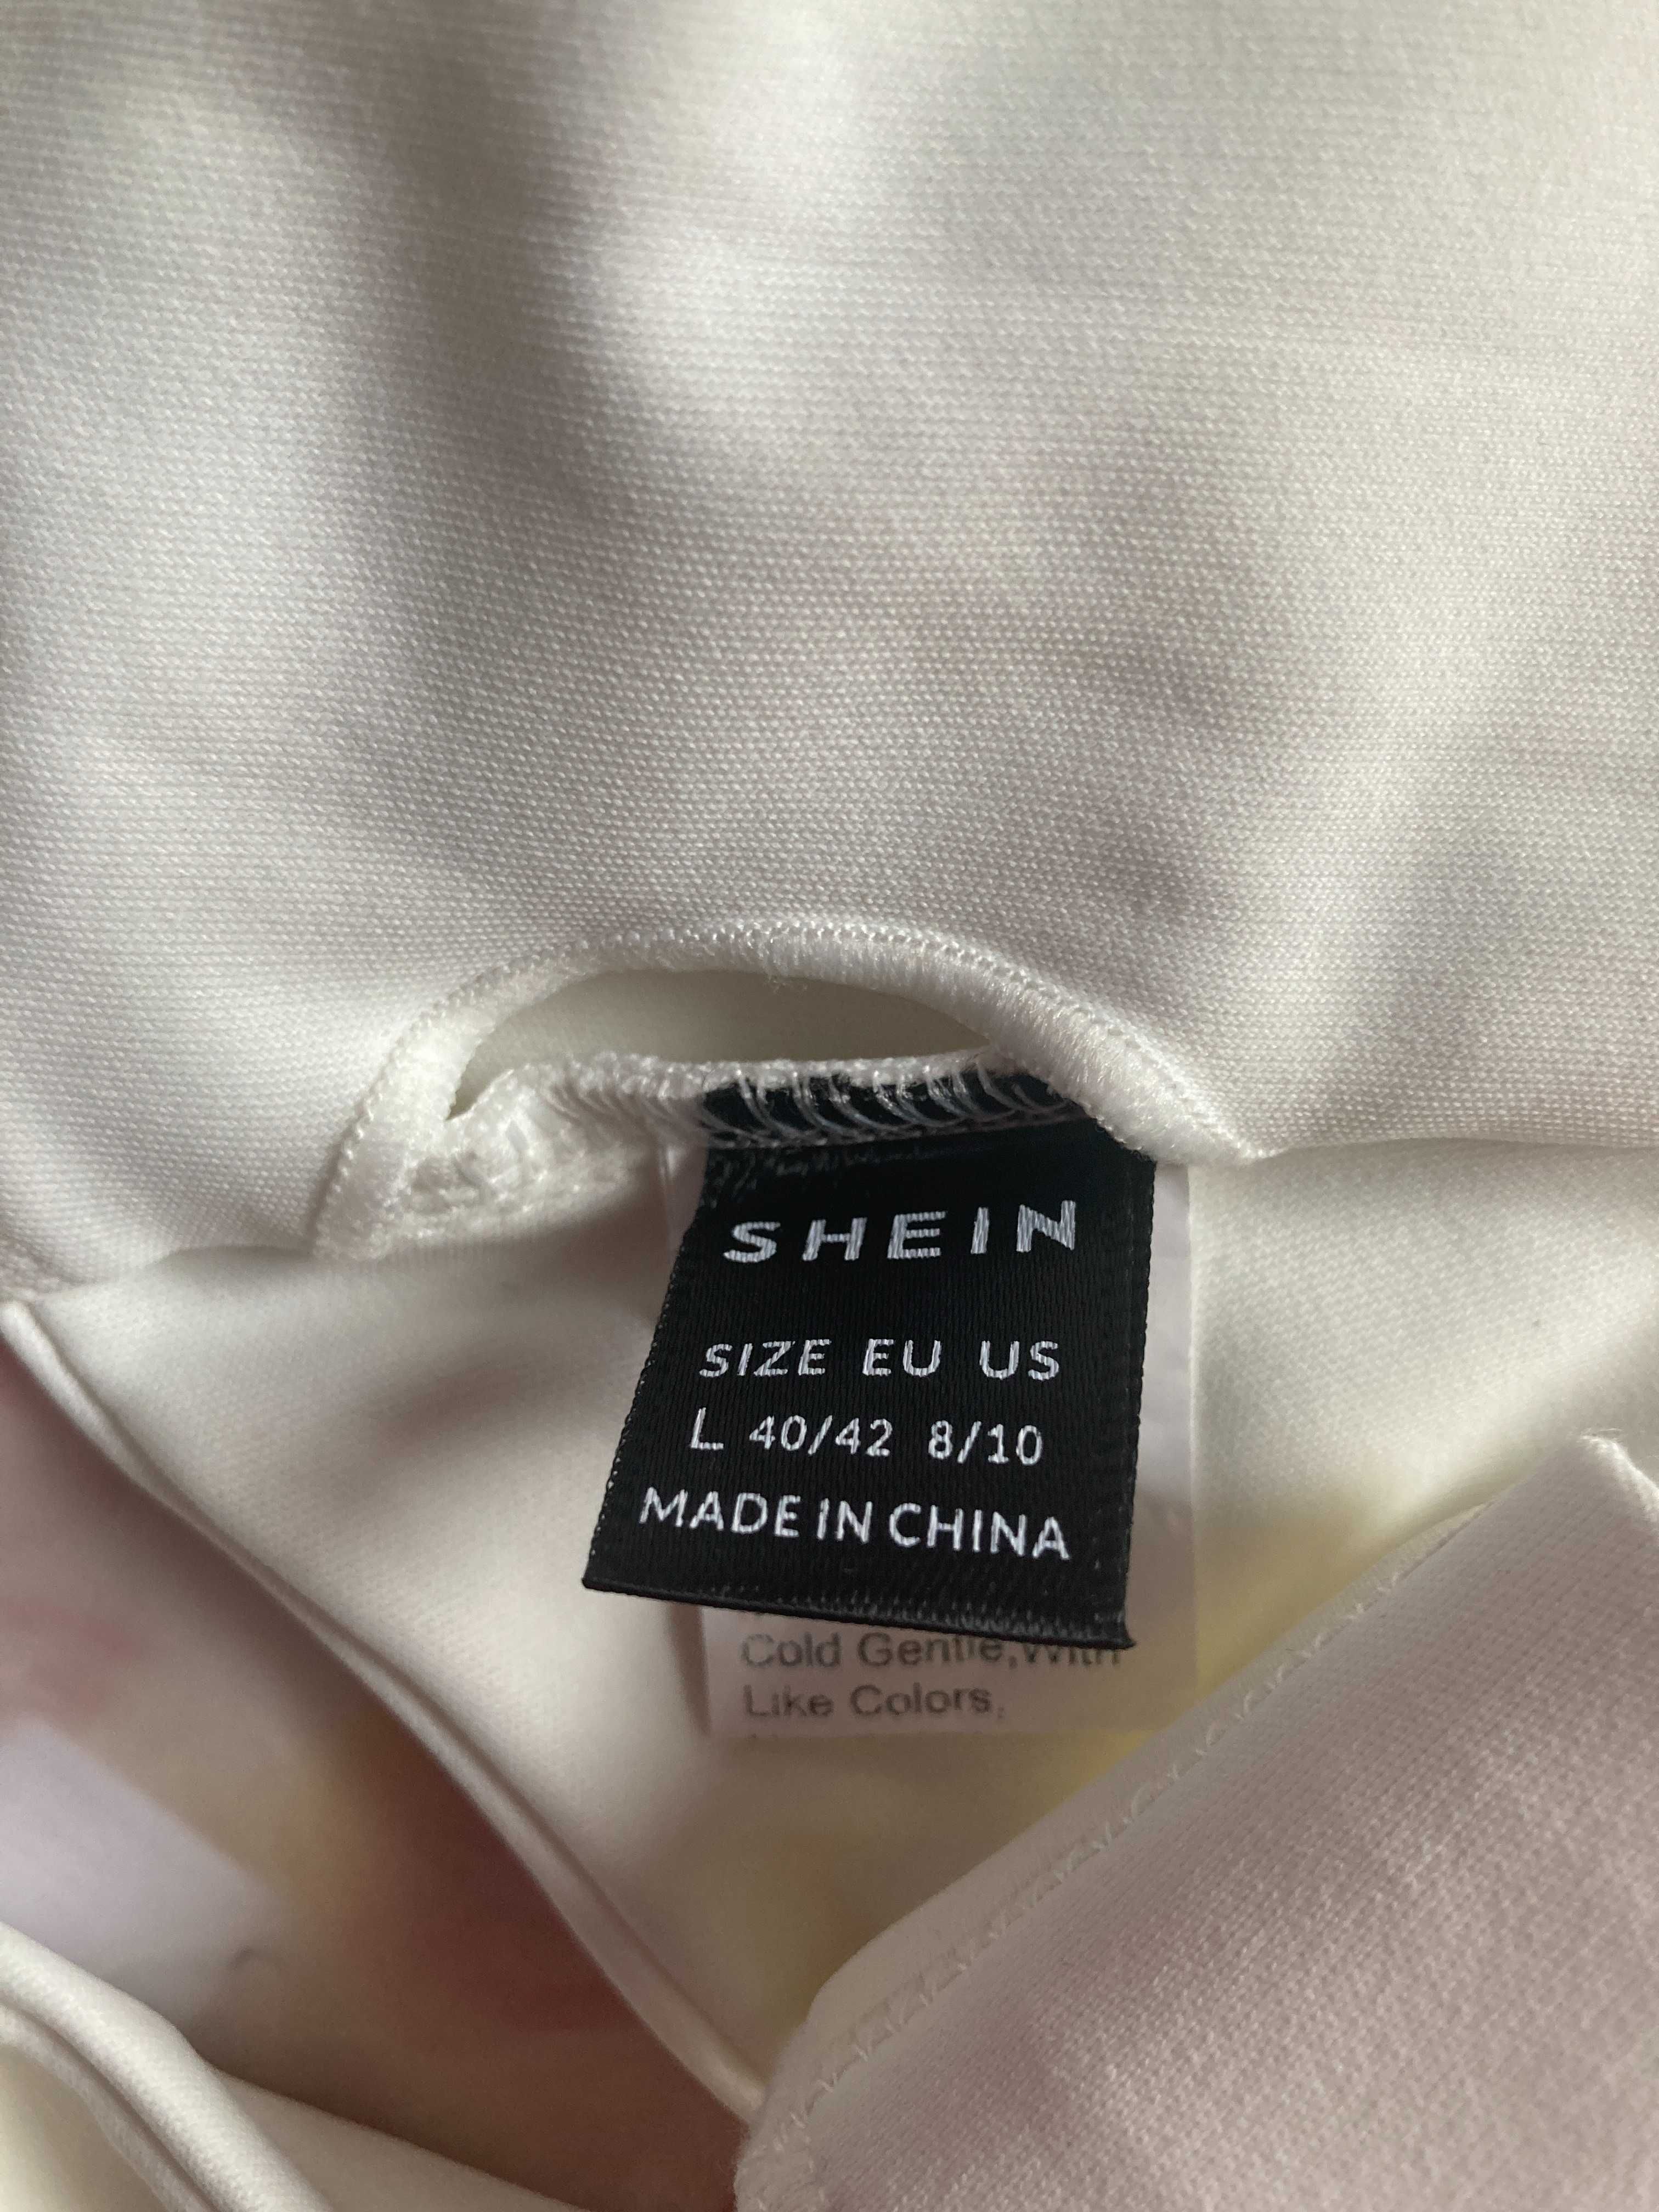 SHEIN
SIZE EU US
L 40/42 8/10
MADE IN CHINA
Cold Gentle,With
Like Colors,